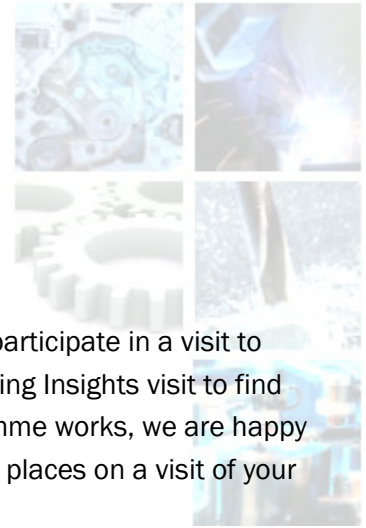 participate in a visit to
ing Insights visit to find
nme works, we are happy
places on a visit of your